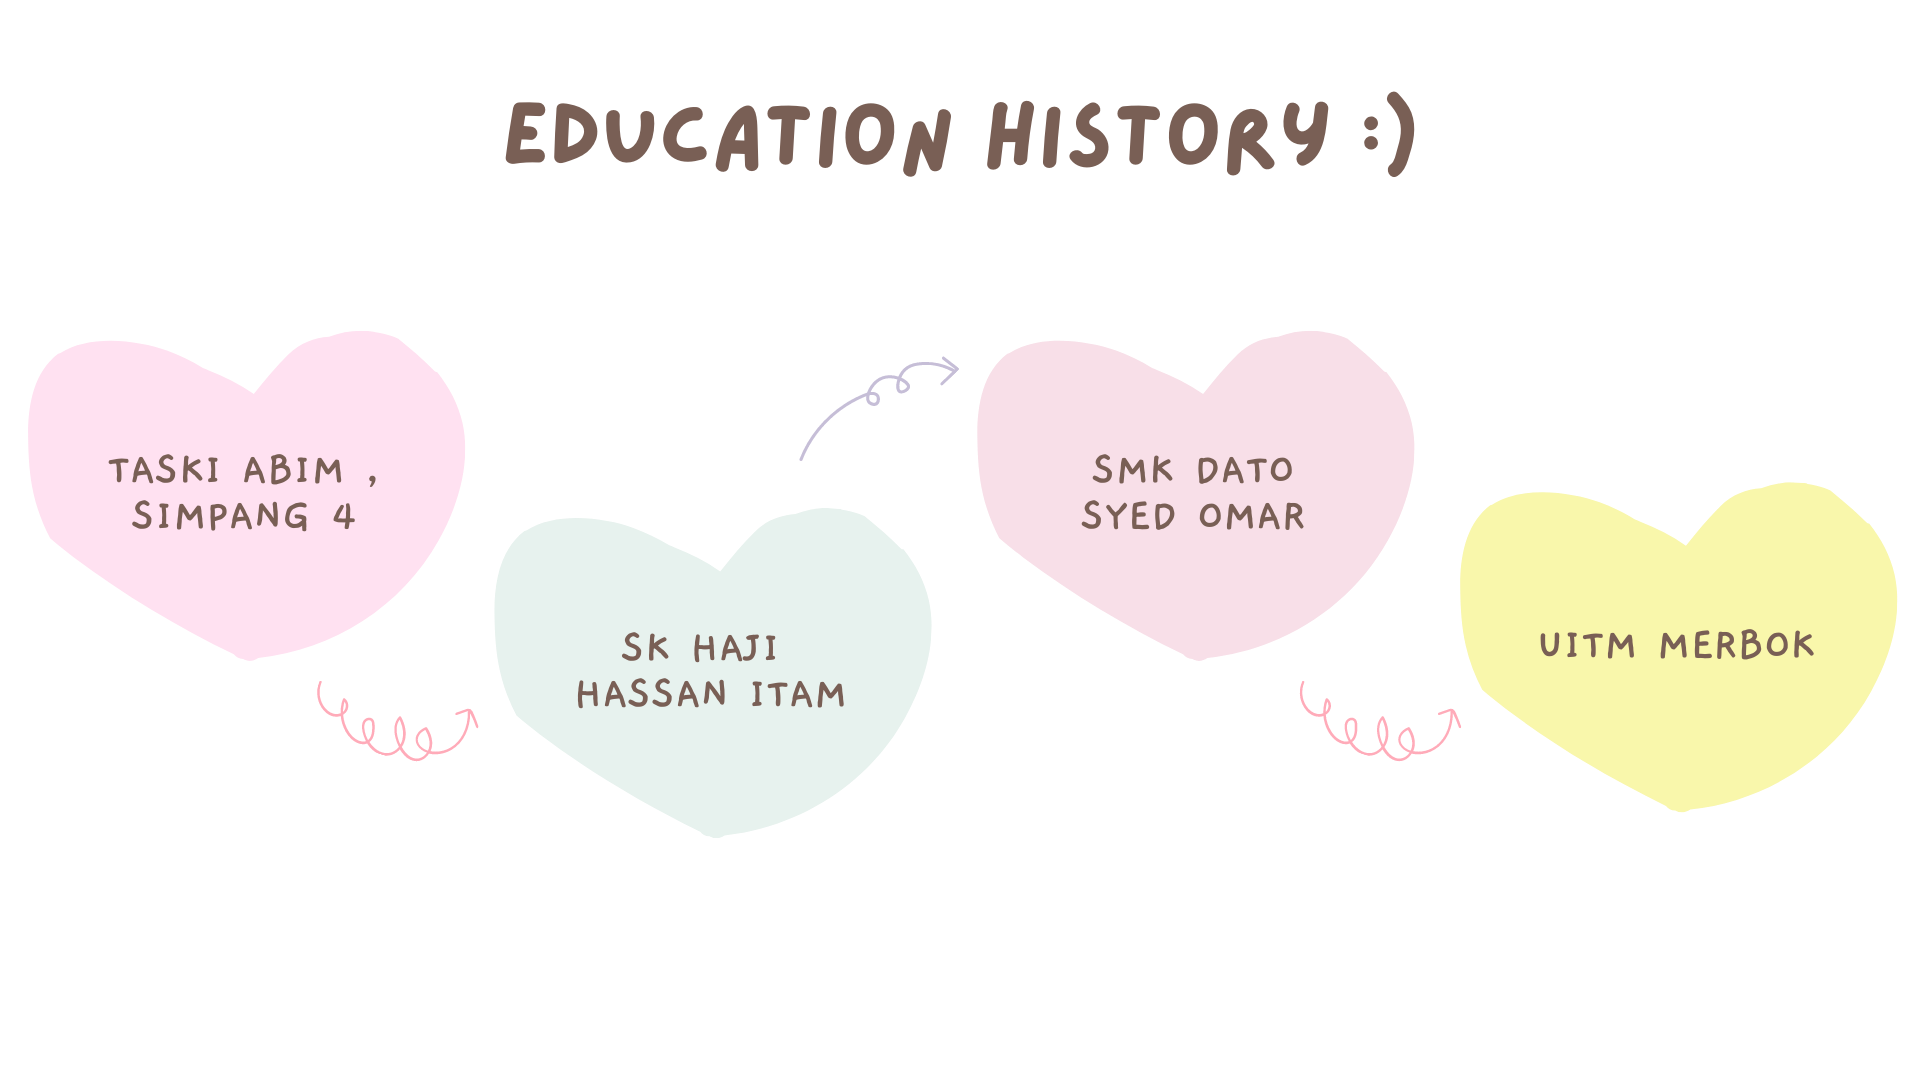 EDUCATION HISTORY :)
TASKI ABIM ,
SIMPANG 4
SK HAJI
HASSAN ITAM
SMK DATO
SYED OMAR
UITM MERBOK